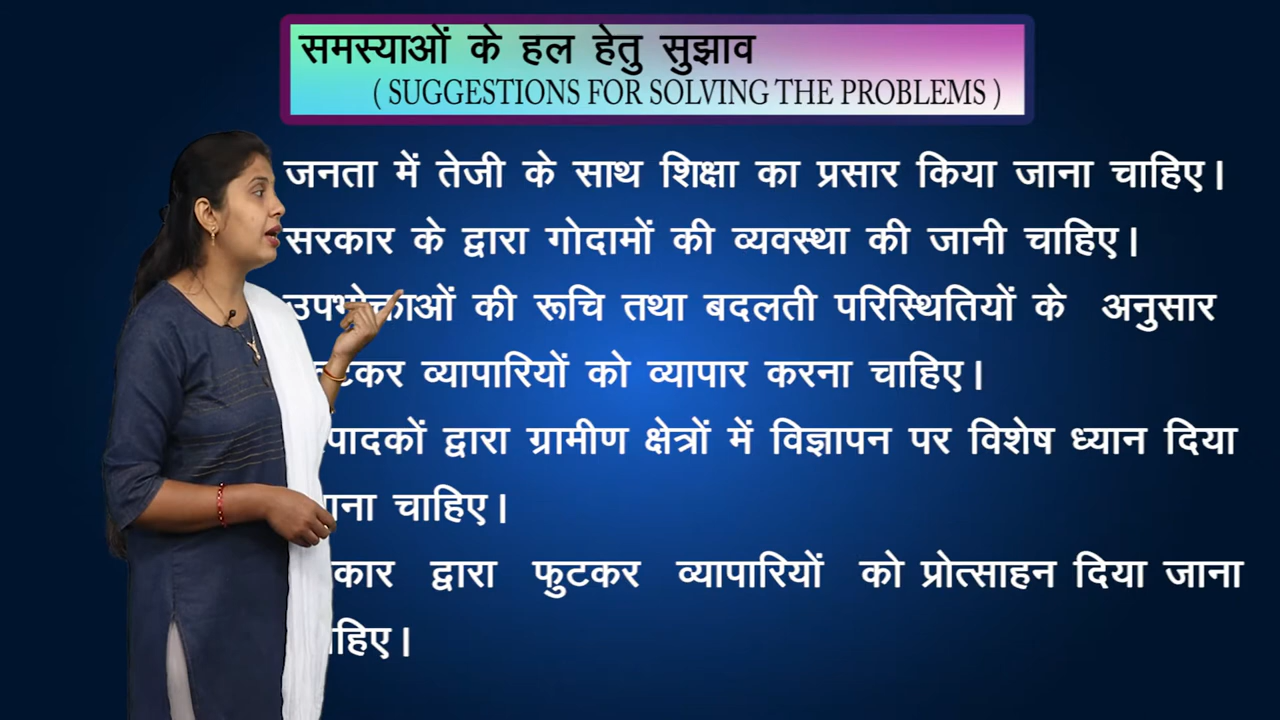 समस्याओं के हल हेतु सुझाव
( SUGGESTIONS FOR SOLVING THE PROBLEMS )
जनता में तेजी के साथ शिक्षा का प्रसार किया जाना चाहिए।
सरकार के द्वारा गोदामों की व्यवस्था की जानी चाहिए।
उपभोक्ताओं की रूचि तथा बदलती परिस्थितियों के अनुसार
व्यापारियों को व्यापार करना चाहिए।
द्वारा ग्रामीण क्षेत्रों में विज्ञापन पर विशेष ध्यान दिया
चाहिए।
द्वारा फुटकर व्यापारियों को प्रोत्साहन दिया जाना